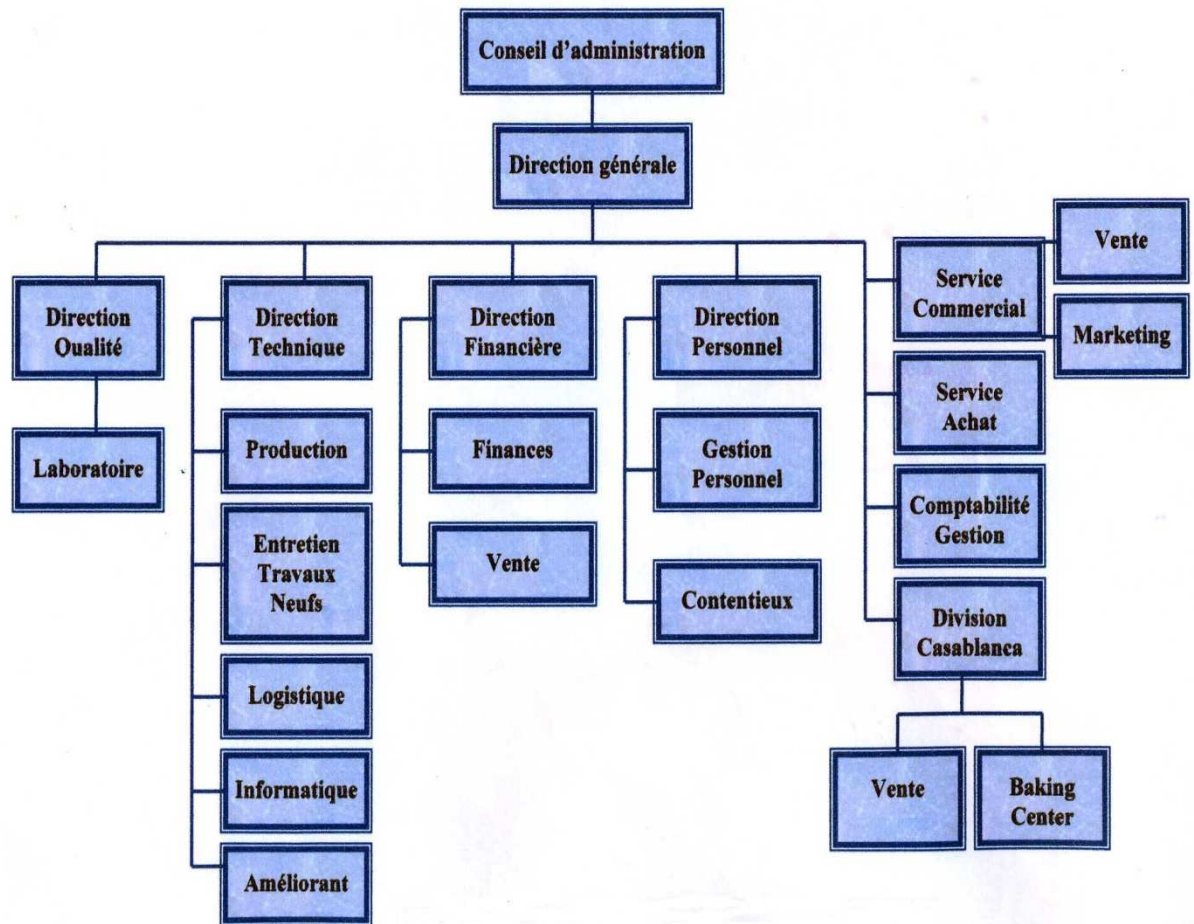 Conseil d'administration
Direction générale
Direction
Qualité
Laboratoire
Direction
Technique
Production
Entretien
Travaux
Neufs
Logistique
Informatique
Améliorant
Direction
Financière
Finances
Vente
Direction
Personnel
Gestion
Personnel
Contentieux
Service
Commercial
Vente
Marketing
Service
Achat
Comptabilité
Gestion
Division
Casablanca
Vente
Baking
Center